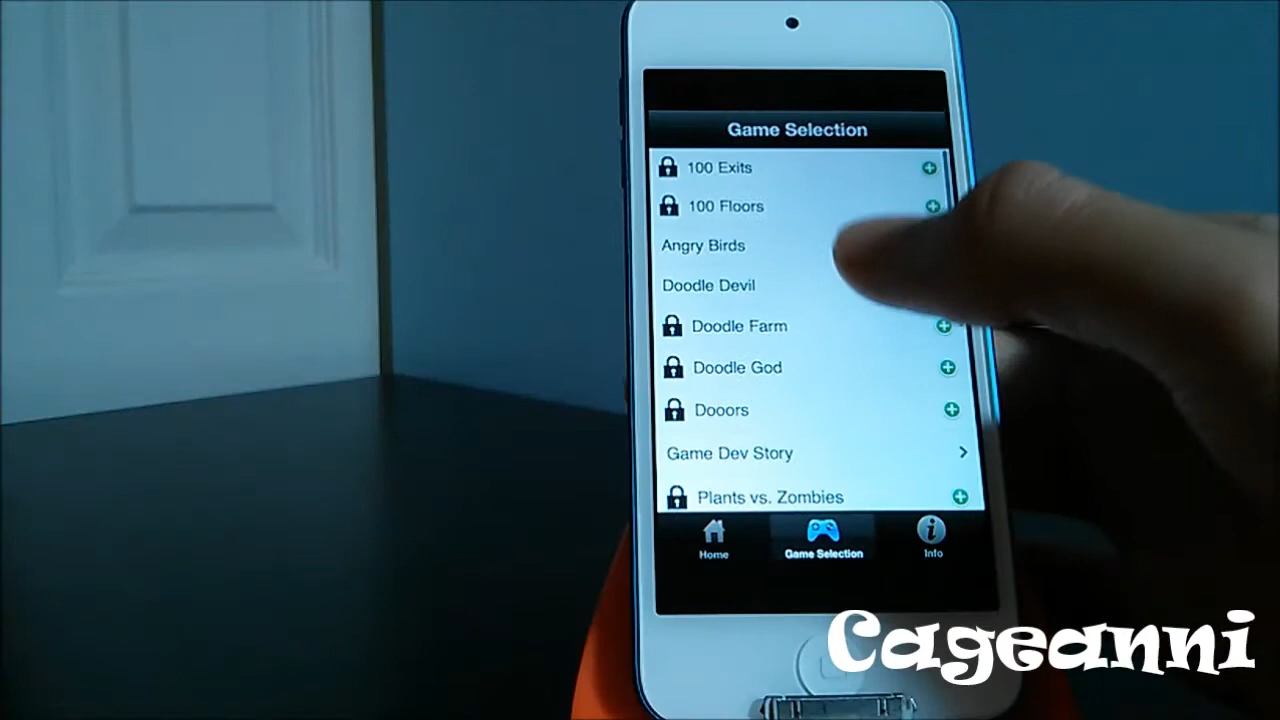 Game Selection
100 Exits
100 Floors
Angry Birds
Doodle Devil
Doodle Farm
Doodle God
Dooors
Game Dev Story
Plants vs. Zombies
Home
Game Selection
Info
Cageanni